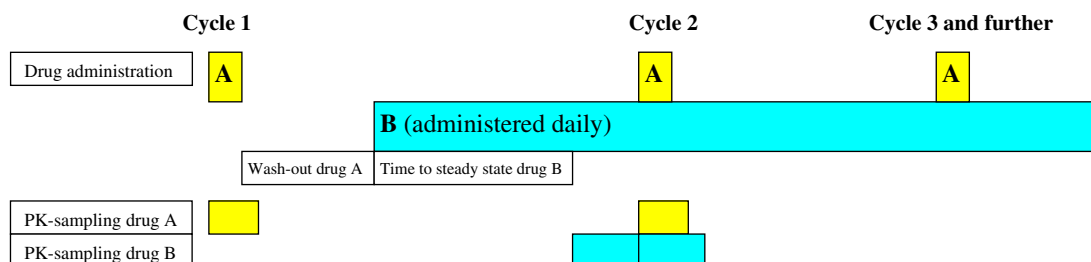 Cycle 1 Cycle 2 Cycle 3 and further
Drug administration A A A
B (administered daily)
Wash-out drug A Time to steady state drug B
PK-sampling drug A
PK-sampling drug B